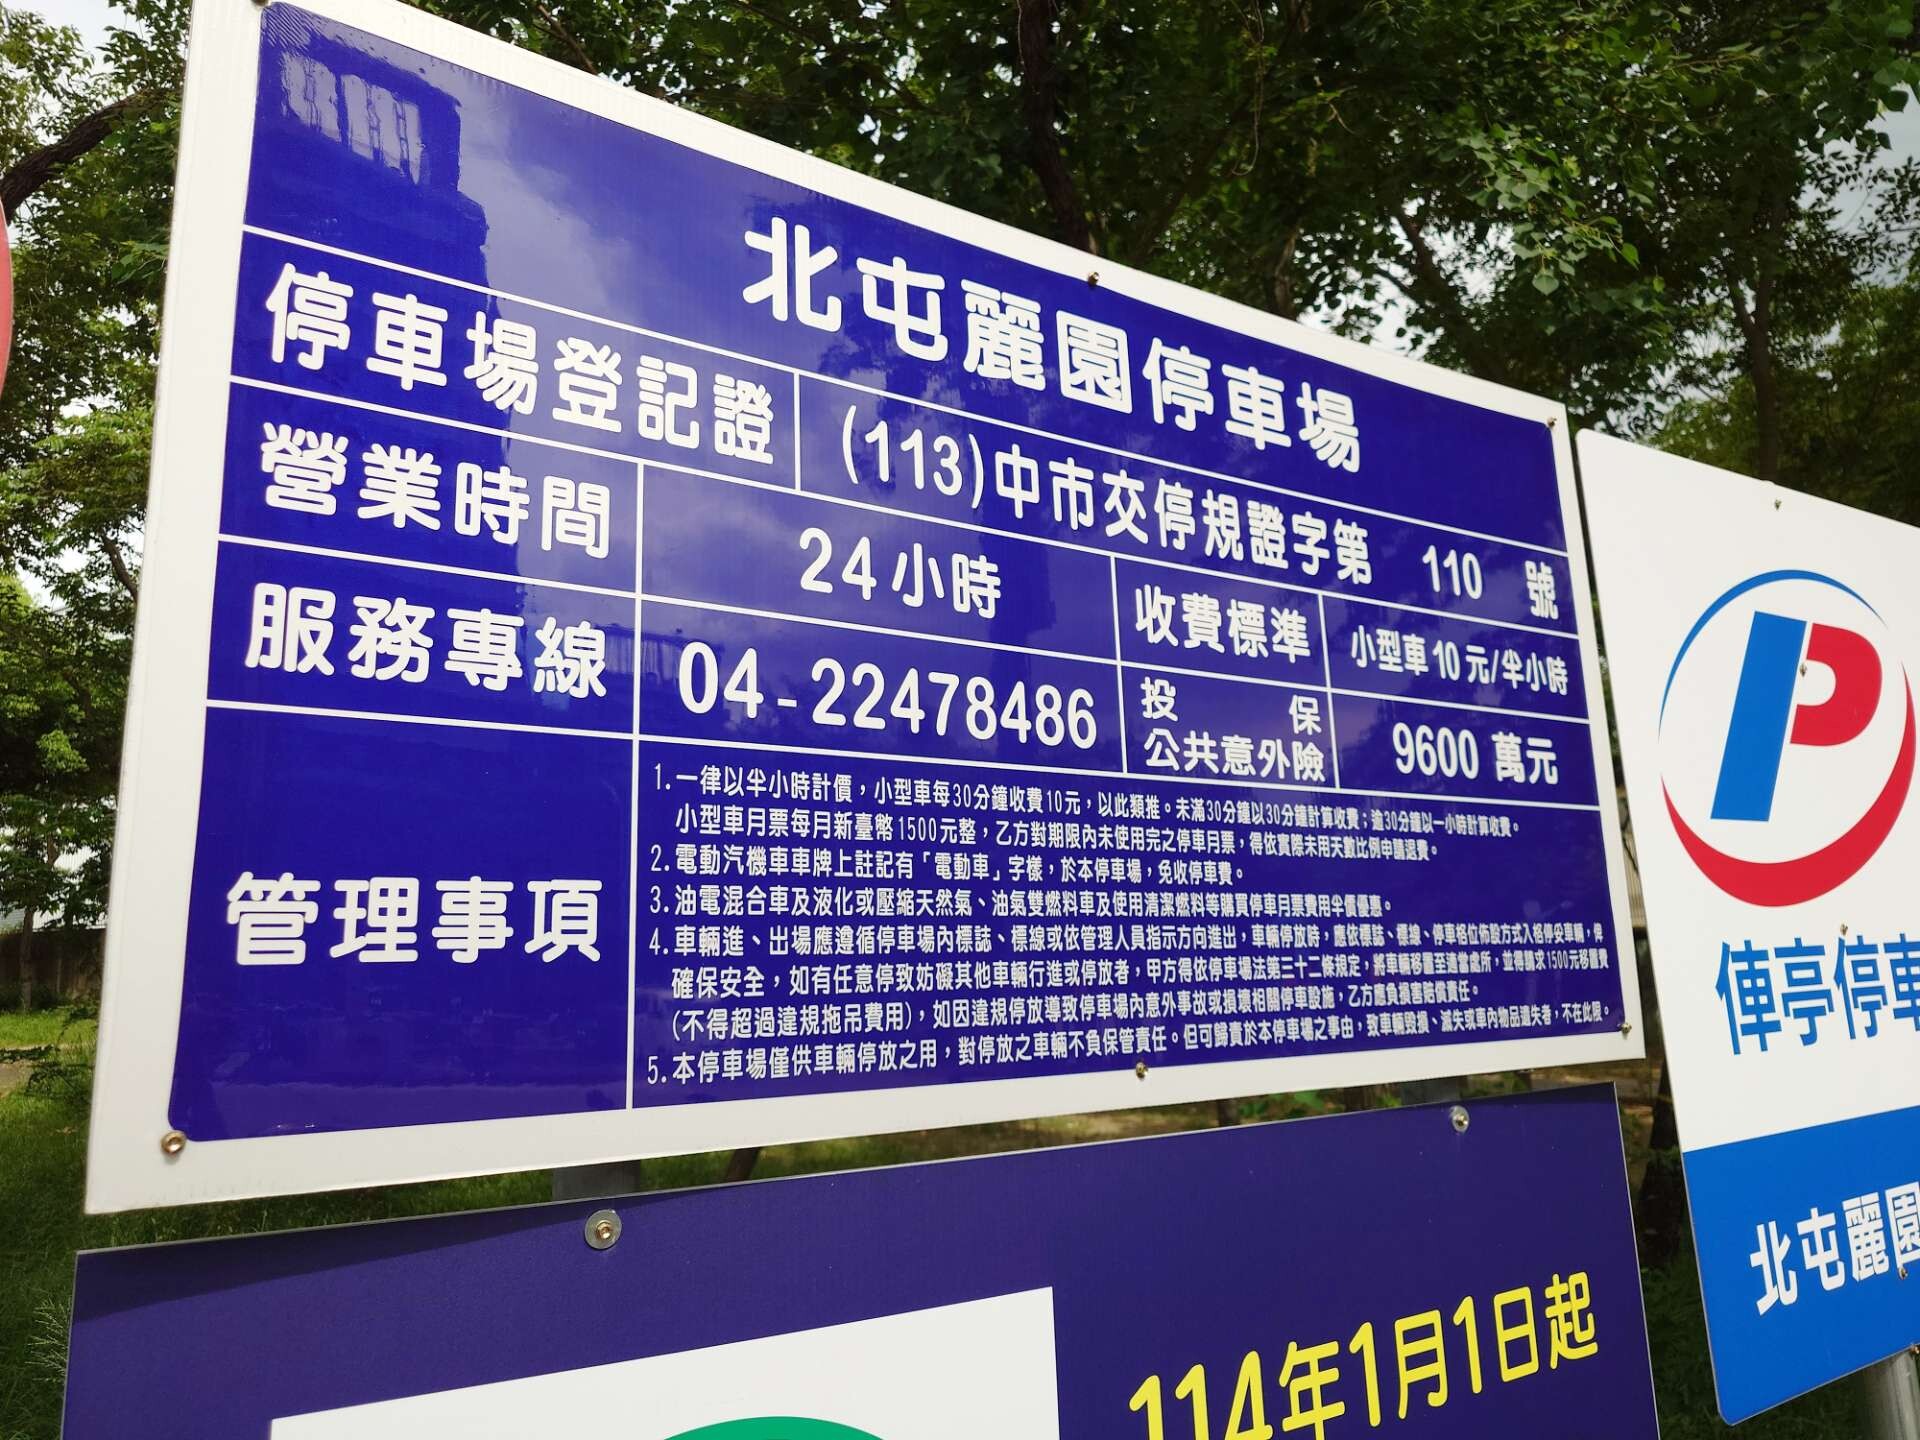 北屯麗園停車場
停車場登記證 (113)中市交停規證字第 110 號
營業時間 24小時 收費標準 小型車10元/半小時
服務專線 04-22478486 投保公共意外險 9600 萬元
管理事項
1.一律以半小時計價，小型車每30分鐘收費10元，以此類推。未滿30分鐘以30分鐘計算收費；逾30分鐘以一小時計算收費。
小型車月票每月新臺幣1500元整，乙方對期限內未使用完之停車月票，得依實際未用天數比例申請退費。
2.電動汽機車車牌上註記有「電動車」字樣，於本停車場，免收停車費。
3.油電混合車及液化或壓縮天然氣、油氣雙燃料車及使用清潔燃料等購買停車月票費用半價優惠。
4.車輛進、出場應遵循停車場內標誌、標線或依管理人員指示方向進出，車輛停放時，應依標誌、標線、停車格位佈設方式入格停妥車輛，俾
確保安全，如有任意停致妨礙其他車輛行進或停放者，甲方得依停車場法第三十二條規定，將車輛移置至適當處所，並得請求1500元移置費
(不得超過違規拖吊費用)，如因違規停放導致停車場內意外事故或損壞相關停車設施，乙方應負損害賠償責任。
5.本停車場僅供車輛停放之用，對停放之車輛不負保管責任。但可歸責於本停車場之事由，致車輛毀損、滅失或車內物品遺失者，不在此限。
114年1月1日起
P
俥亭停車
北屯麗園